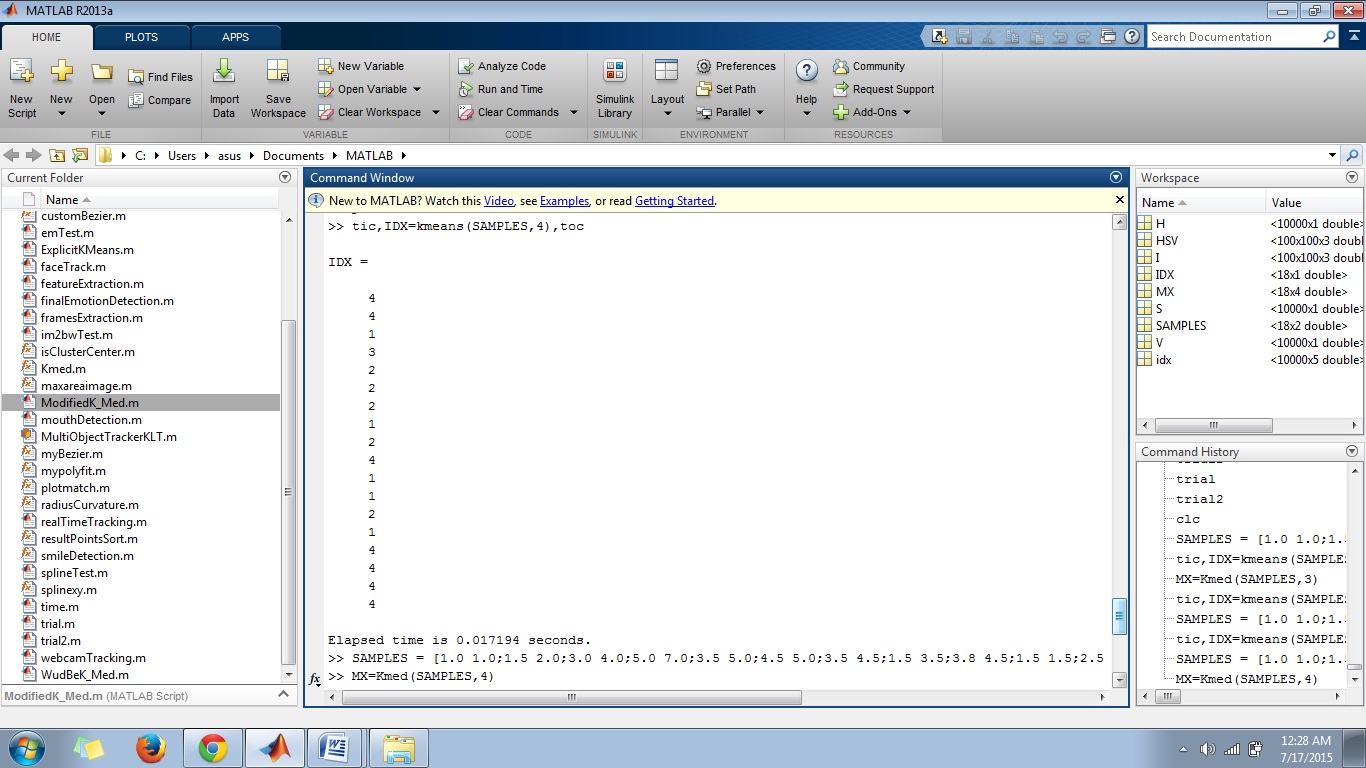 MATLAB R2013a
HOME PLOTS APPS
Search Documentation
New Script
New
Open
Find Files
Compare
Import Data
Save Workspace
New Variable
Open Variable
Clear Workspace
Analyze Code
Run and Time
Clear Commands
Simulink Library
Layout
Preferences
Set Path
Parallel
Help
Community
Request Support
Add-Ons
FILE VARIABLE CODE SIMULINK ENVIRONMENT RESOURCES
C: Users asus Documents MATLAB
Current Folder
Name
customBezier.m
emTest.m
ExplicitKMeans.m
faceTrack.m
featureExtraction.m
finalEmotionDetection.m
framesExtraction.m
im2bwTest.m
isClusterCenter.m
Kmed.m
maxareaimage.m
ModifiedK_Med.m
mouthDetection.m
MultiObjectTrackerKLT.m
myBezier.m
mypolyfit.m
plotmatch.m
radiusCurvature.m
realTimeTracking.m
resultPointsSort.m
smileDetection.m
splineTest.m
splinexy.m
time.m
trial.m
trial2.m
webcamTracking.m
WudBeK_Med.m
ModifiedK_Med.m (MATLAB Script)
Command Window
New to MATLAB? Watch this Video, see Examples, or read Getting Started.
>> tic,IDX=kmeans(SAMPLES,4),toc
IDX =
4
4
1
3
2
2
2
1
2
4
1
1
2
1
4
4
4
4
Elapsed time is 0.017194 seconds.
>> SAMPLES = [1.0 1.0;1.5 2.0;3.0 4.0;5.0 7.0;3.5 5.0;4.5 5.0;3.5 4.5;1.5 3.5;3.8 4.5;1.5 1.5;2.5
fx >> MX=Kmed(SAMPLES,4)
Workspace
Name Value
H <10000x1 double>
HSV <100x100x3 doubl
I <100x100x3 doubl
IDX <18x1 double>
MX <18x4 double>
S <10000x1 double>
SAMPLES <18x2 double>
V <10000x1 double>
idx <10000x5 double>
Command History
trial
trial2
clc
SAMPLES = [1.0 1.0;1.
tic,IDX=kmeans(SAMPLE
MX=Kmed(SAMPLES,3)
tic,IDX=kmeans(SAMPLE
SAMPLES = [1.0 1.0;1.
tic,IDX=kmeans(SAMPLE
SAMPLES = [1.0 1.0;1.
MX=Kmed(SAMPLES,4)
12:28 AM
7/17/2015